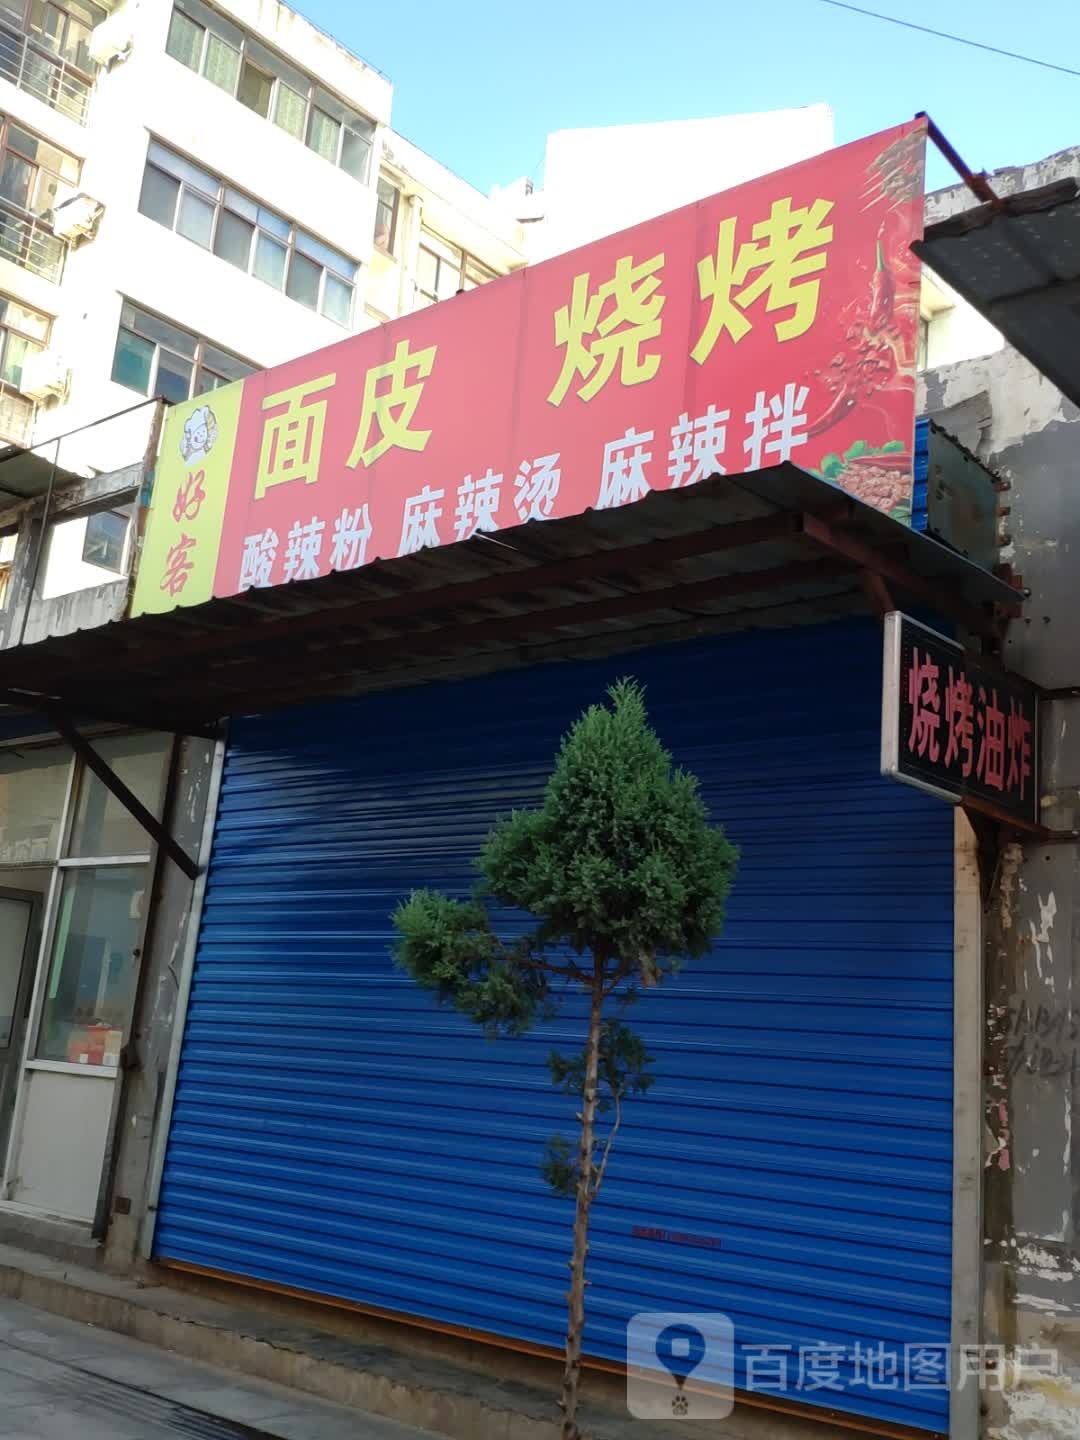 好客
面皮 烧烤
酸辣粉 麻辣烫 麻辣拌
烧烤油炸
百度地图用户